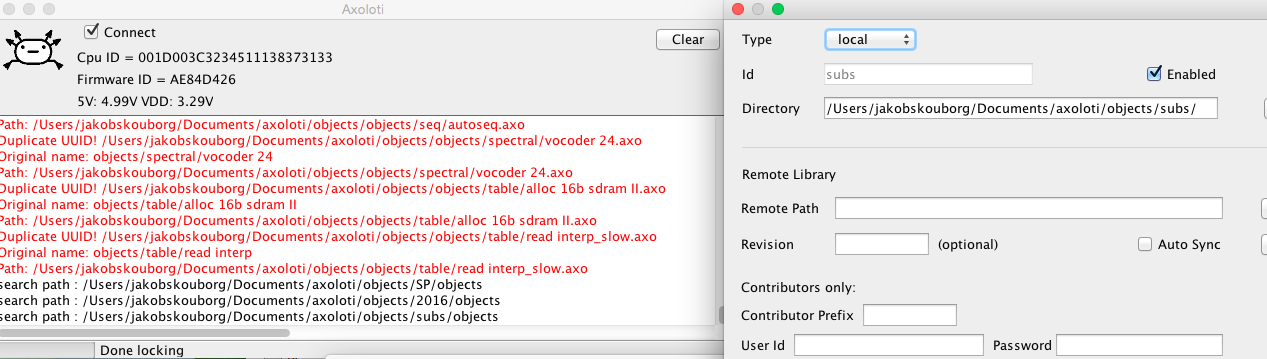 Axoloti
Connect
Clear
Cpu ID = 001D003C3234511138373133
Firmware ID = AE84D426
5V: 4.99V VDD: 3.29V
Path: /Users/jakobskouborg/Documents/axoloti/objects/objects/seq/autoseq.axo
Duplicate UUID! /Users/jakobskouborg/Documents/axoloti/objects/objects/spectral/vocoder 24.axo
Original name: objects/spectral/vocoder 24
Path: /Users/jakobskouborg/Documents/axoloti/objects/spectral/vocoder 24.axo
Duplicate UUID! /Users/jakobskouborg/Documents/axoloti/objects/objects/table/alloc 16b sdram II.axo
Original name: objects/table/alloc 16b sdram II
Path: /Users/jakobskouborg/Documents/axoloti/objects/table/alloc 16b sdram II.axo
Duplicate UUID! /Users/jakobskouborg/Documents/axoloti/objects/objects/table/read interp_slow.axo
Original name: objects/table/read interp
Path: /Users/jakobskouborg/Documents/axoloti/objects/objects/table/read interp_slow.axo
search path : /Users/jakobskouborg/Documents/axoloti/objects/SP/objects
search path : /Users/jakobskouborg/Documents/axoloti/objects/2016/objects
search path : /Users/jakobskouborg/Documents/axoloti/objects/subs/objects
Done locking
Type local
Id subs Enabled
Directory /Users/jakobskouborg/Documents/axoloti/objects/subs/
Remote Library
Remote Path
Revision (optional) Auto Sync
Contributors only:
Contributor Prefix
User Id Password